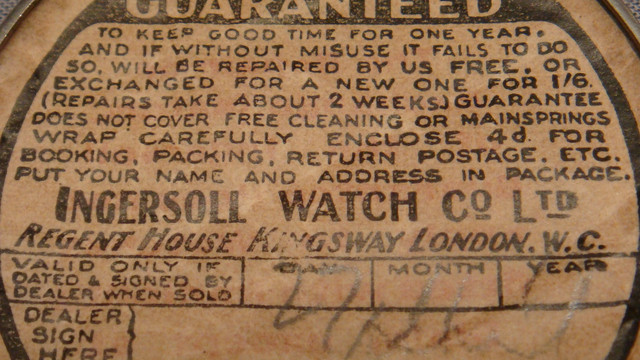 GUARANTEED
TO KEEP GOOD TIME FOR ONE YEAR.
AND IF WITHOUT MISUSE IT FAILS TO DO
SO, WILL BE REPAIRED BY US FREE, OR
EXCHANGED FOR A NEW ONE FOR 1/6.
(REPAIRS TAKE ABOUT 2 WEEKS.) GUARANTEE
DOES NOT COVER FREE CLEANING OR MAINSPRINGS
WRAP CAREFULLY ENCLOSE 4d. FOR
BOOKING, PACKING, RETURN POSTAGE. ETC.
PUT YOUR NAME AND ADDRESS IN PACKAGE.
INGERSOLL WATCH CO LTD
REGENT HOUSE KINGSWAY LONDON. W.C.
VALID ONLY IF DAY MONTH YEAR
DATED & SIGNED BY
DEALER WHEN SOLD
DEALER
SIGN
HERE